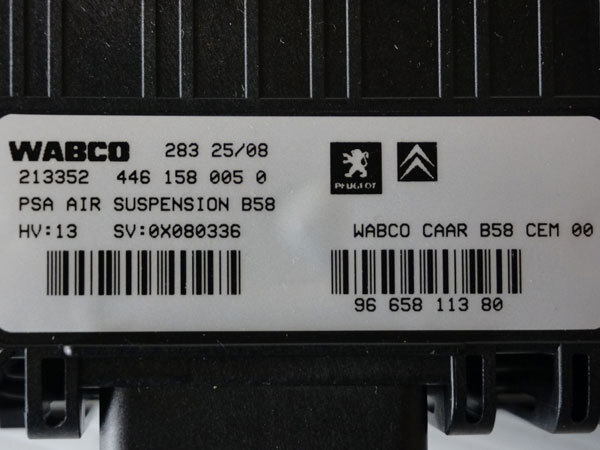 WABCO 283 25/08
213352 446 158 005 0
PSA AIR SUSPENSION B58
HV:13 SV:0X080336
PEUGEOT
WABCO CAAR B58 CEM 00
96 658 113 80